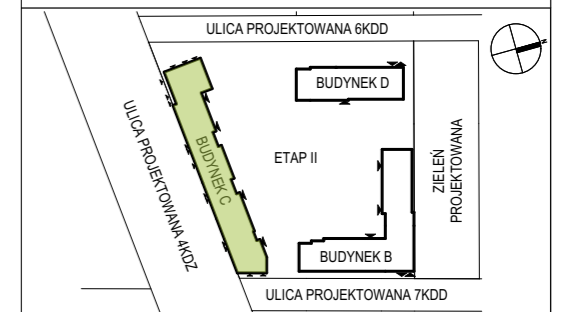 ULICA PROJEKTOWANA 6KDD
BUDYNEK D
ULICA PROJEKTOWANA 4KDZ
BUDYNEK C
ETAP II
ZIELEŃ
PROJEKTOWANA
BUDYNEK B
ULICA PROJEKTOWANA 7KDD